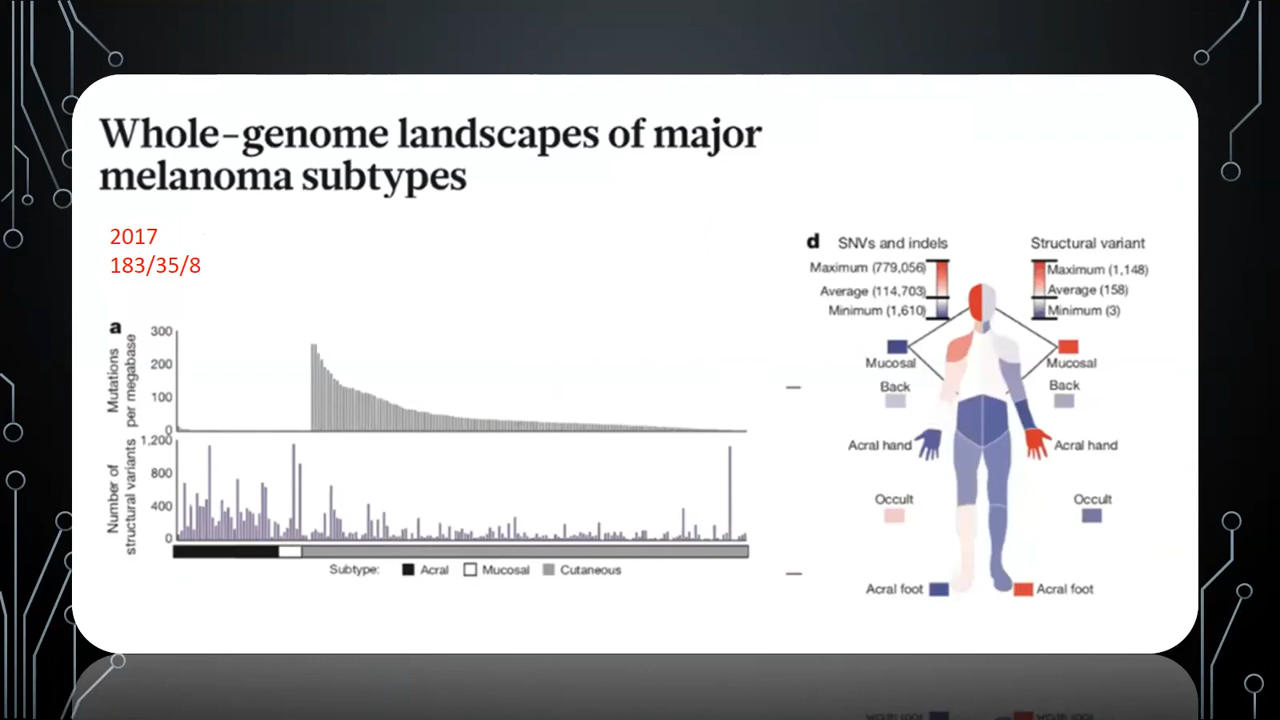 Whole-genome landscapes of major
melanoma subtypes
2017
183/35/8
a
Mutations
per megabase
300
200
100
0
Number of
structural variants
1,200
800
400
0
Subtype: Acral Mucosal Cutaneous
d SNVs and indels Structural variant
Maximum (779,056) Maximum (1,148)
Average (114,703) Average (158)
Minimum (1,610) Minimum (3)
Mucosal Mucosal
Back Back
Acral hand Acral hand
Occult Occult
Acral foot Acral foot